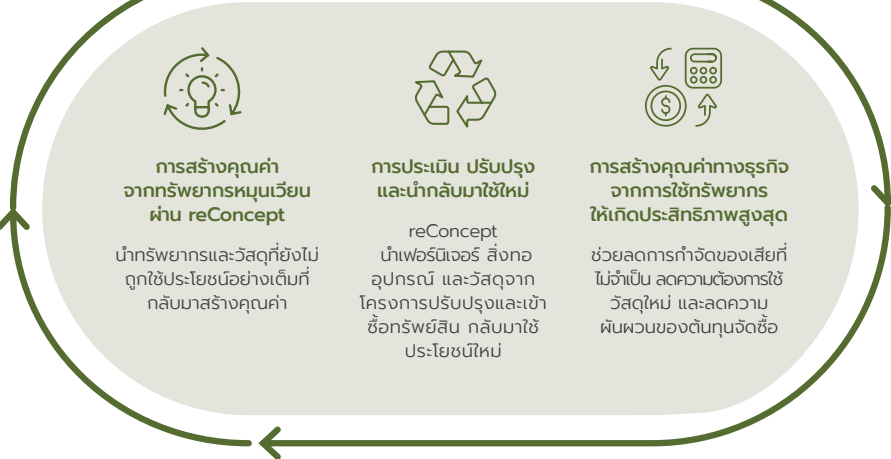 การสร้างคุณค่า
จากทรัพยากรหมุนเวียน
ผ่าน reConcept
นำทรัพยากรและวัสดุที่ยังไม่
ถูกใช้ประโยชน์อย่างเต็มที่
กลับมาสร้างคุณค่า
การประเมิน ปรับปรุง
และนำกลับมาใช้ใหม่
reConcept
นำเฟอร์นิเจอร์ สิ่งทอ
อุปกรณ์ และวัสดุจาก
โครงการปรับปรุงและเข้า
ซื้อทรัพย์สิน กลับมาใช้
ประโยชน์ใหม่
การสร้างคุณค่าทางธุรกิจ
จากการใช้ทรัพยากร
ให้เกิดประสิทธิภาพสูงสุด
ช่วยลดการกำจัดของเสียที่
ไม่จำเป็น ลดความต้องการใช้
วัสดุใหม่ และลดความ
ผันผวนของต้นทุนจัดซื้อ